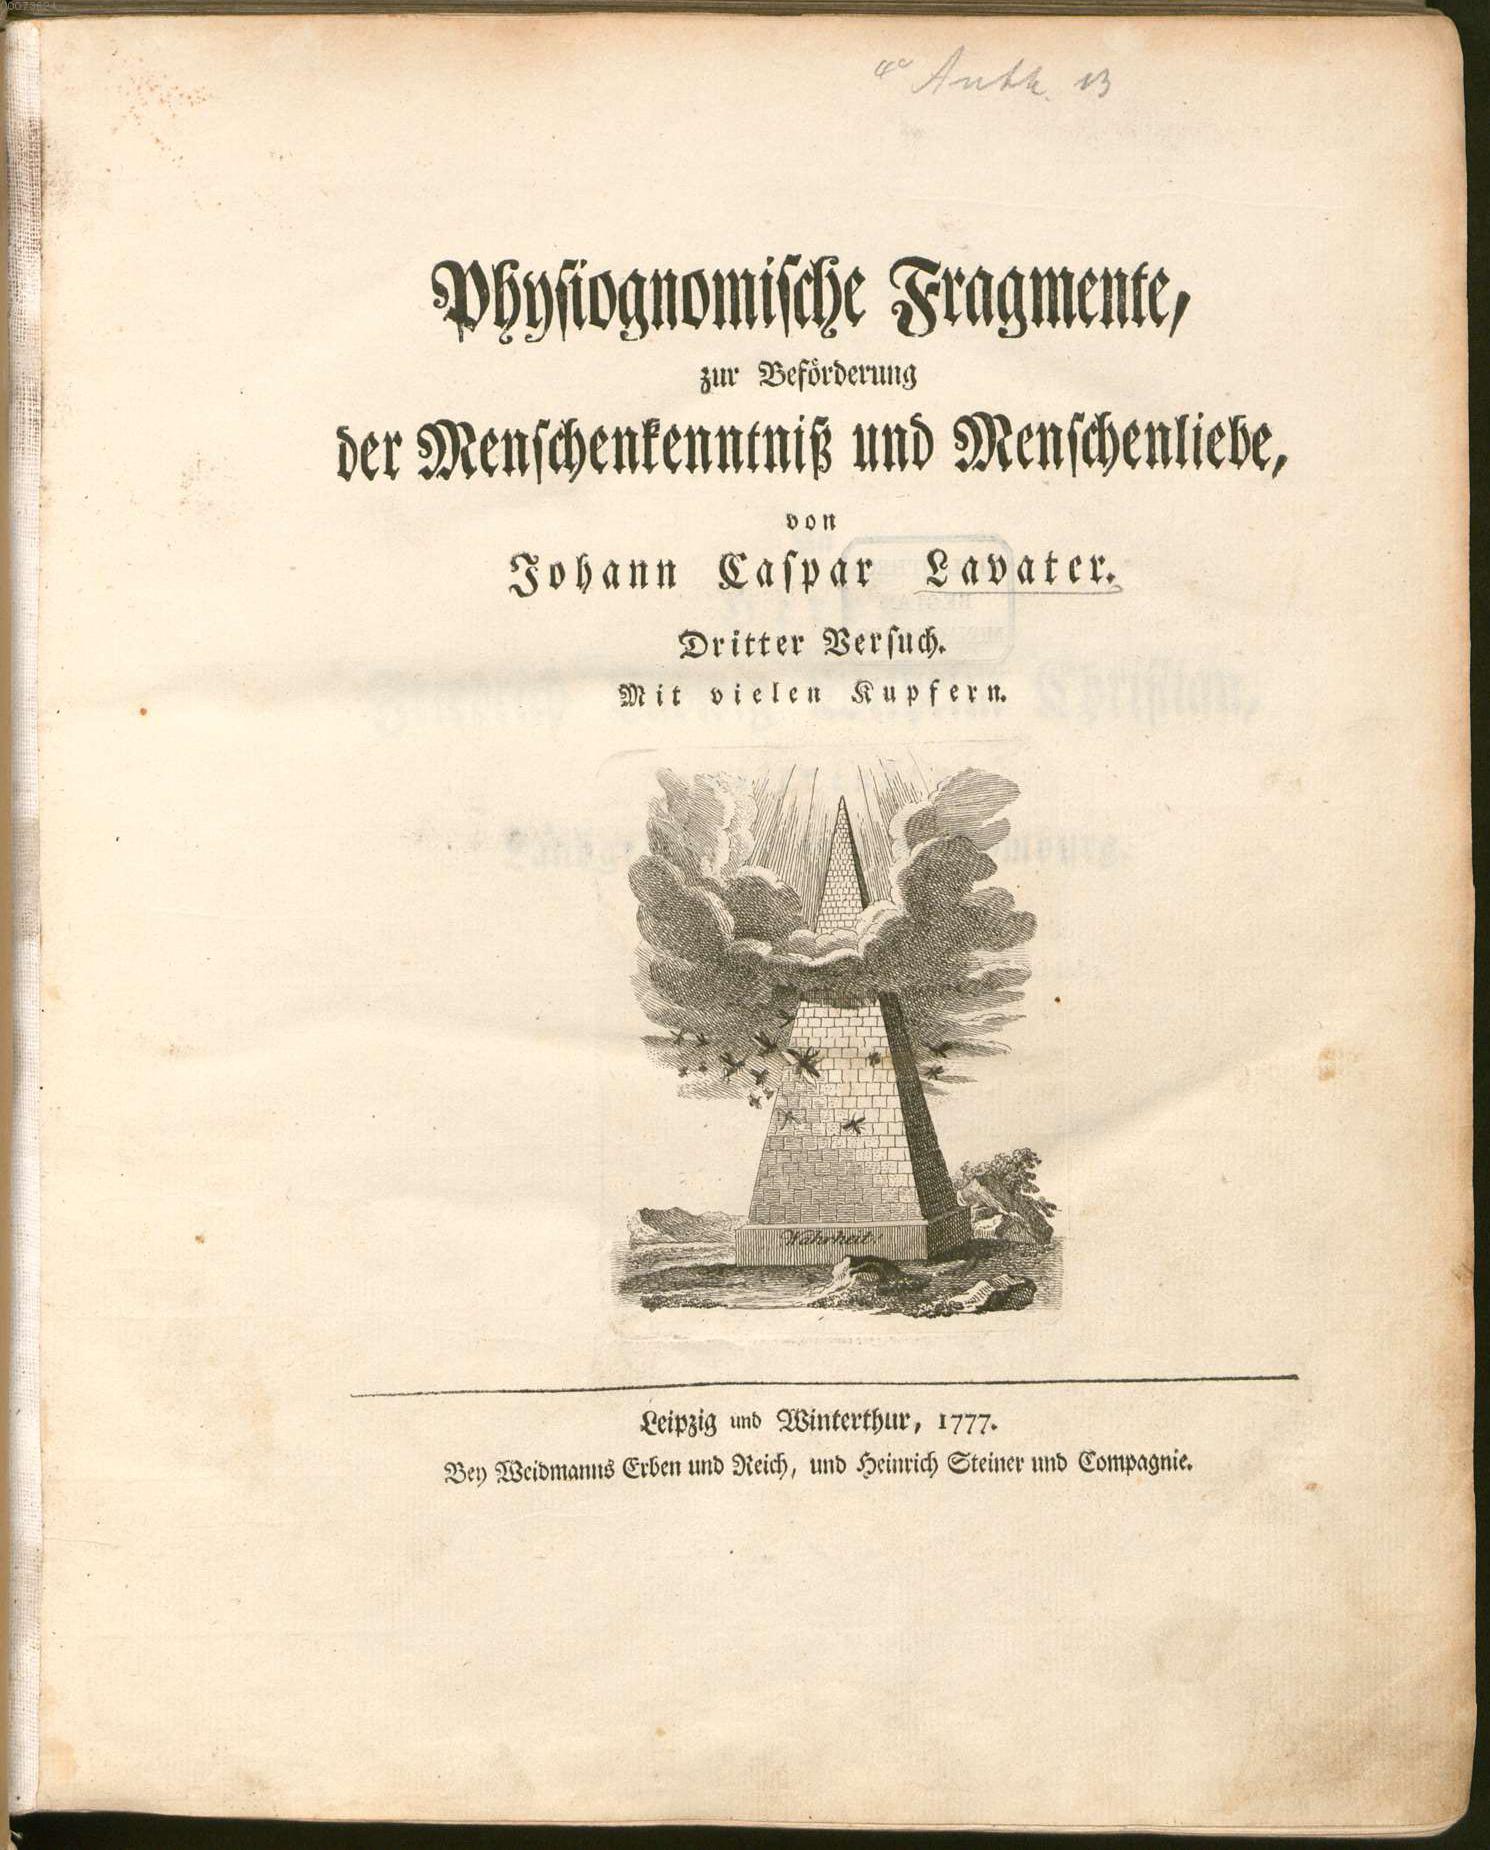 00073624
4° Anth. 13
Physiognomische Fragmente,
zur Beförderung
der Menschenkenntniß und Menschenliebe,
von
Johann Caspar Lavater.
Dritter Versuch.
Mit vielen Kupfern.
Wahrheit!
Leipzig und Winterthur, 1777.
Bey Weidmanns Erben und Reich, und Heinrich Steiner und Compagnie.